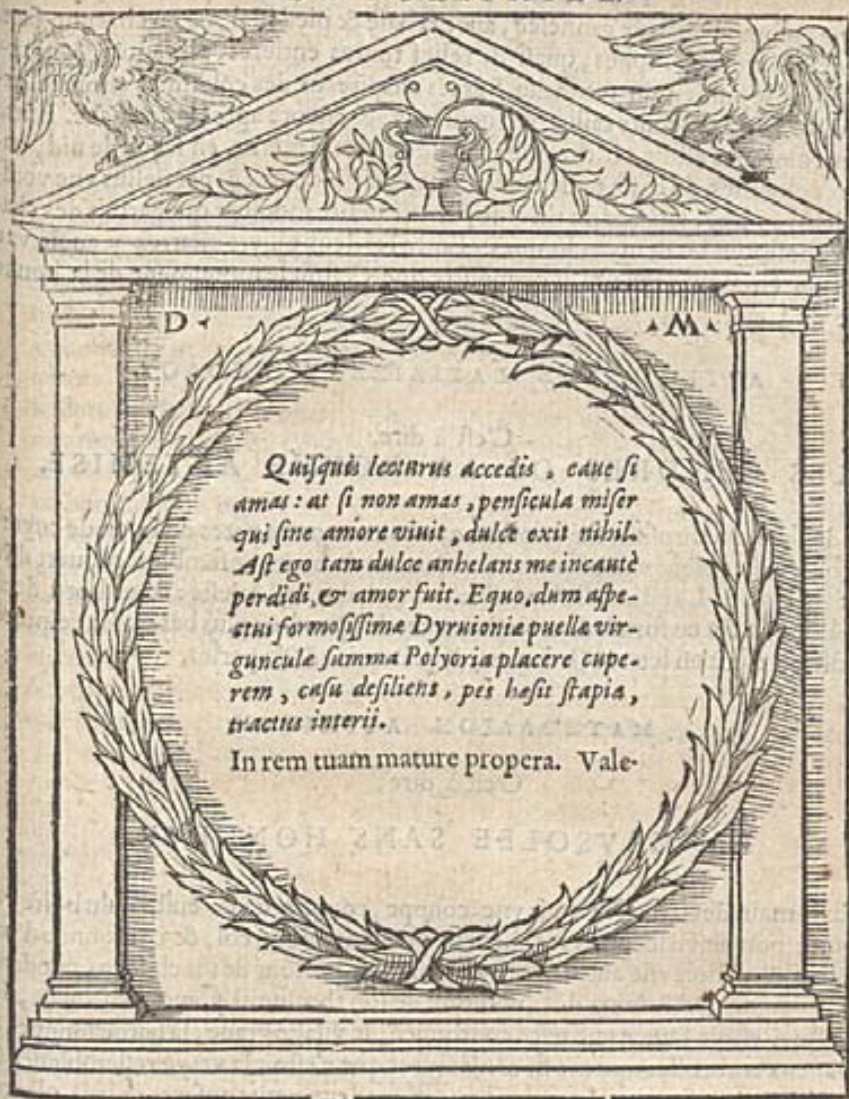 D M
Quisquis lecturus accedis, caue si
amas: at si non amas, pensicula miser
qui sine amore viuit, dulce exit nihil.
Ast ego tam dulce anhelans me incautè
perdidi, & amor fuit. Equo, dum aspe-
ctui formosissimæ Dyruioniæ puellæ vir-
gunculæ summa Polyoria placere cupe-
rem, casu desiliens, pes hæsit stapiæ,
tractus interii.
In rem tuam mature propera. Vale.